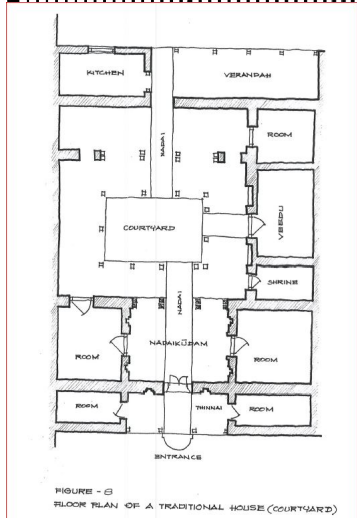 KITCHEN
VERANDAH
NADAI
ROOM
COURTYARD
VEEDU
SHRINE
NADAI
NADAIKŪDAM
ROOM
ROOM
ROOM
THINNAI
ROOM
ENTRANCE
FIGURE - 8
FLOOR PLAN OF A TRADITIONAL HOUSE (COURTYARD)